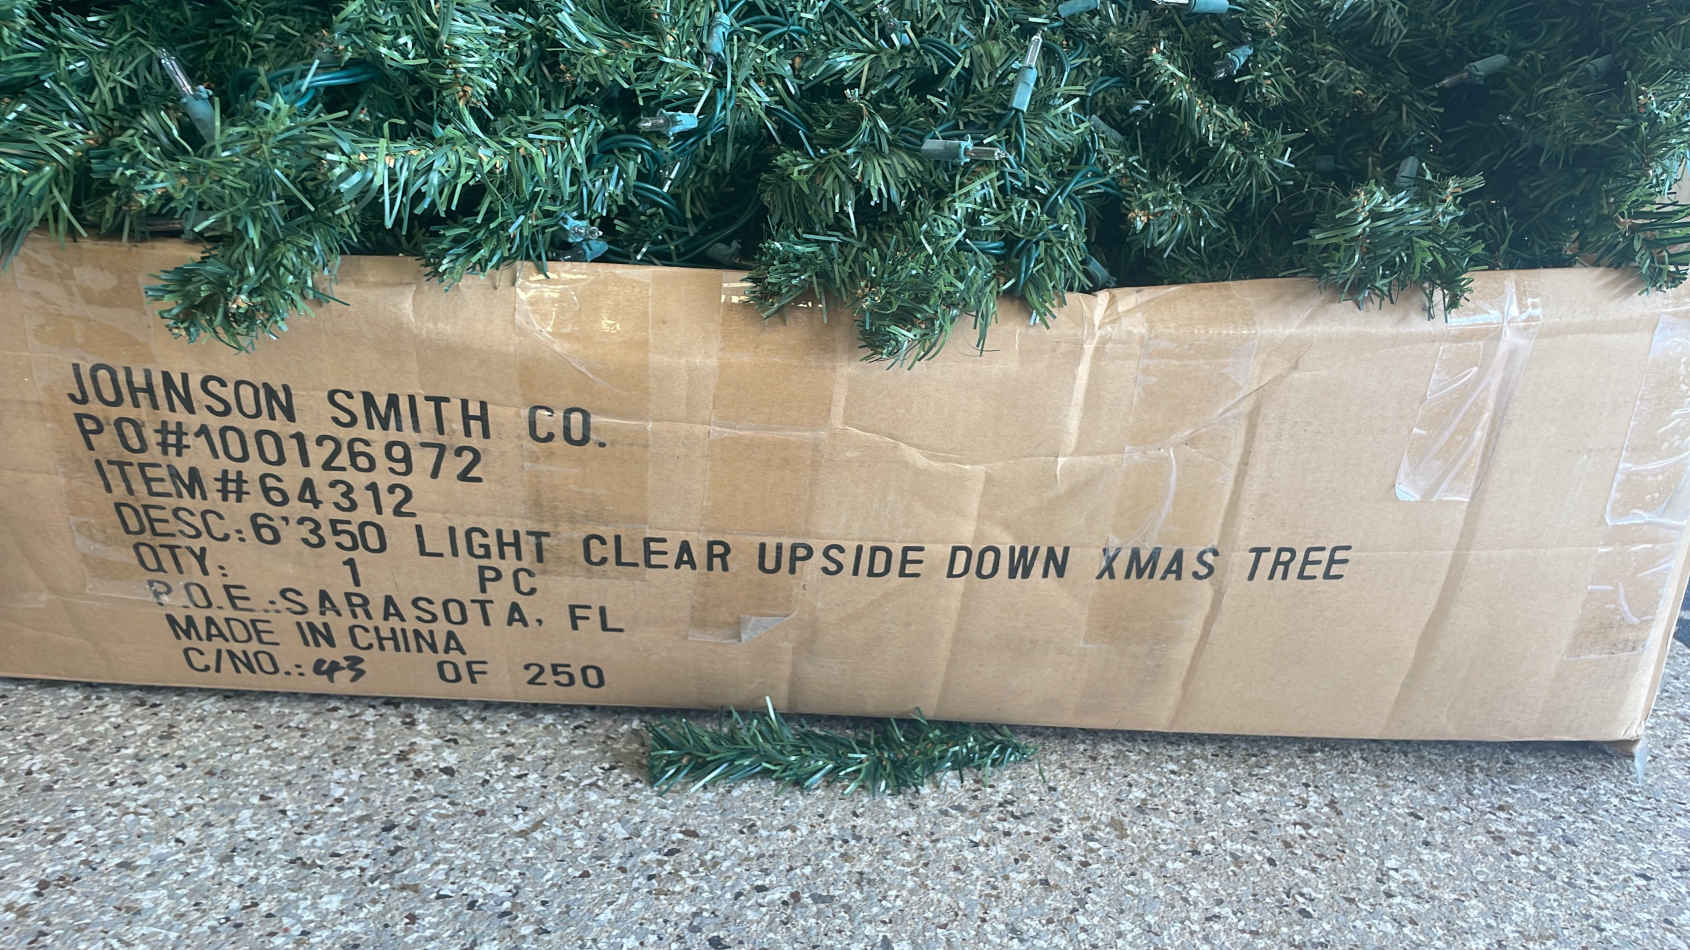 JOHNSON SMITH CO.
PO#100126972
ITEM#64312
DESC:6'350 LIGHT CLEAR UPSIDE DOWN XMAS TREE
QTY: 1 PC
P.O.E.:SARASOTA, FL
MADE IN CHINA
C/NO.:43 OF 250